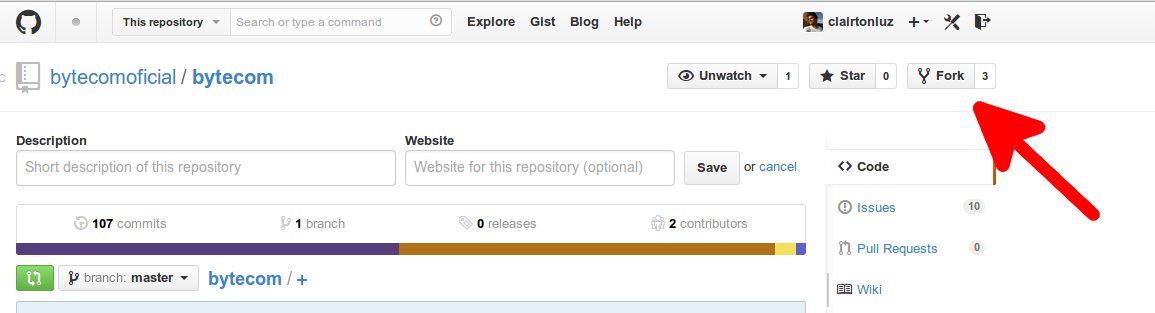 This repository Search or type a command Explore Gist Blog Help clairtonluz +
bytecomoficial / bytecom Unwatch 1 Star 0 Fork 3
Description Website
Short description of this repository Website for this repository (optional) Save or cancel
<> Code
107 commits 1 branch 0 releases 2 contributors
Issues 10
Pull Requests 0
branch: master bytecom / +
Wiki